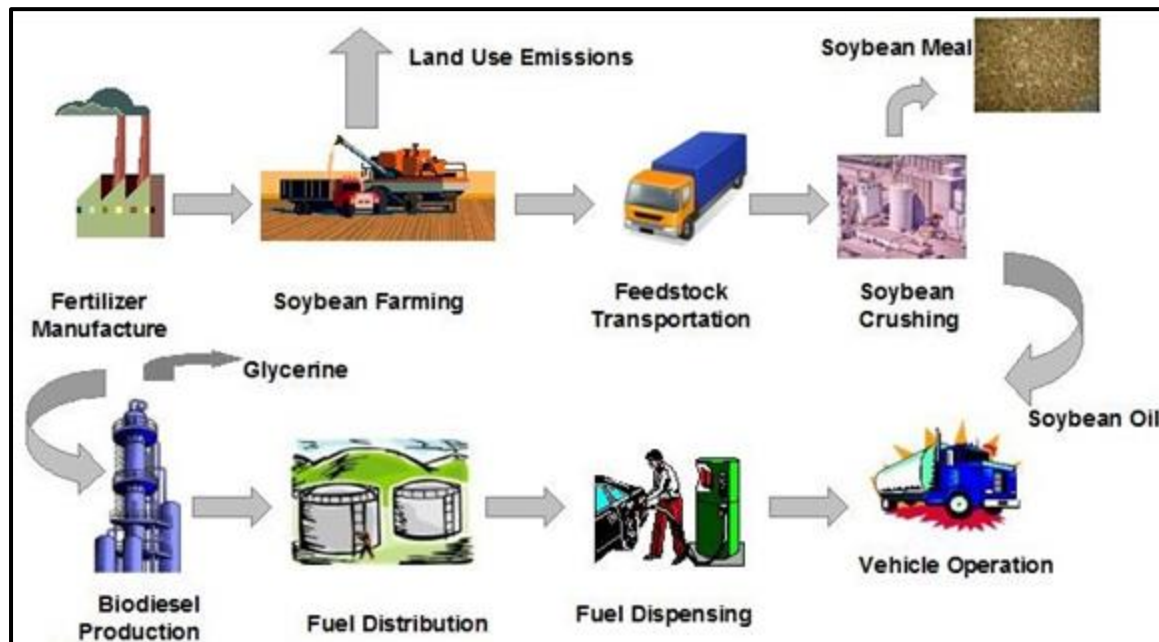 Land Use Emissions
Soybean Meal
Fertilizer
Manufacture
Soybean Farming
Feedstock
Transportation
Soybean
Crushing
Glycerine
Soybean Oil
Biodiesel
Production
Fuel Distribution
Fuel Dispensing
Vehicle Operation